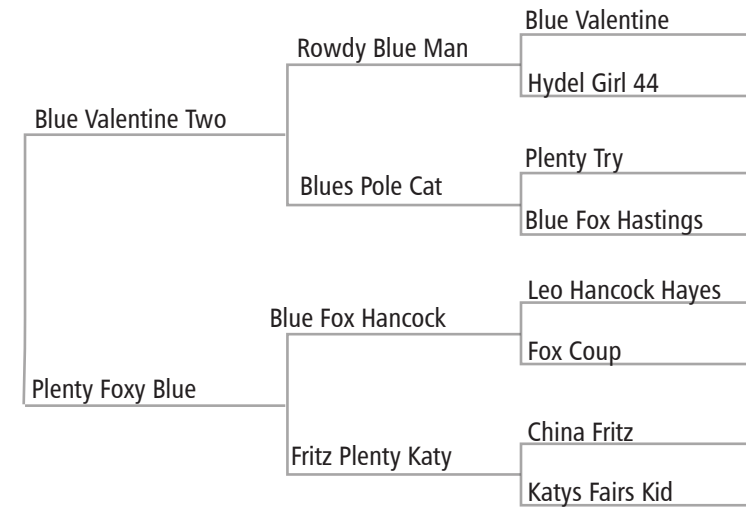 Blue Valentine
Rowdy Blue Man
Hydel Girl 44
Blue Valentine Two
Plenty Try
Blues Pole Cat
Blue Fox Hastings
Leo Hancock Hayes
Blue Fox Hancock
Fox Coup
Plenty Foxy Blue
China Fritz
Fritz Plenty Katy
Katys Fairs Kid